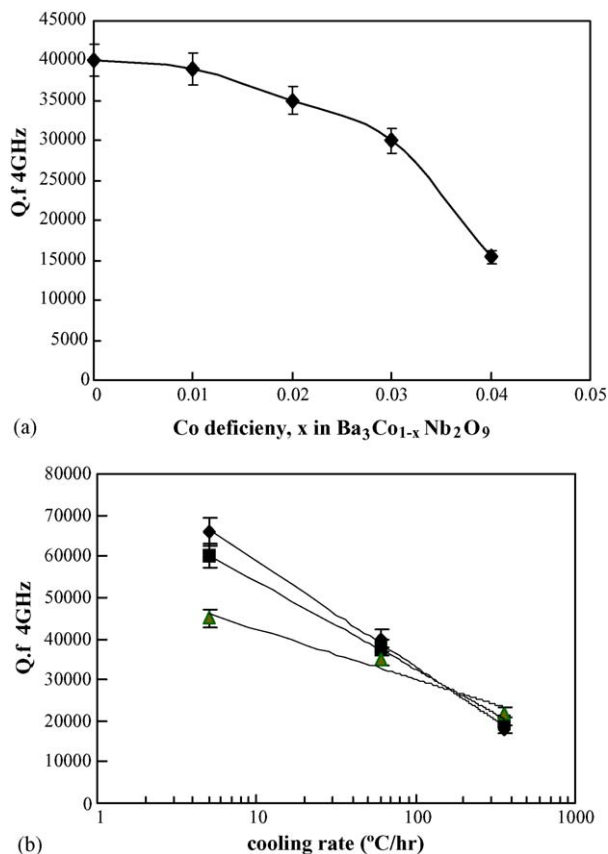 (a)
45000
40000
35000
30000
25000
20000
15000
10000
5000
0
Q.f 4GHz
0 0.01 0.02 0.03 0.04 0.05
Co deficieny, x in Ba₃Co₁₋ₓ Nb₂O₉
80000
70000
60000
50000
40000
30000
20000
10000
0
Q.f 4GHz
1 10 100 1000
(b) cooling rate (ºC/hr)